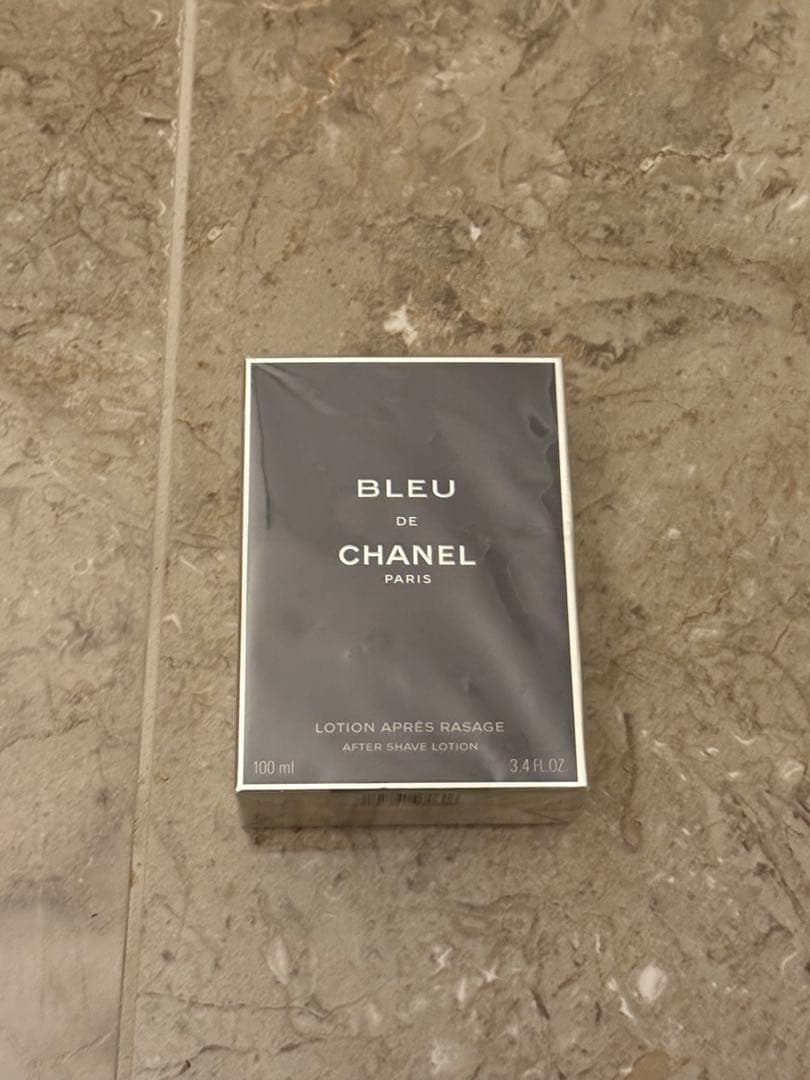 BLEU
DE
CHANEL
PARIS
LOTION APRÈS RASAGE
AFTER SHAVE LOTION
100 ml 3.4 FL.OZ.